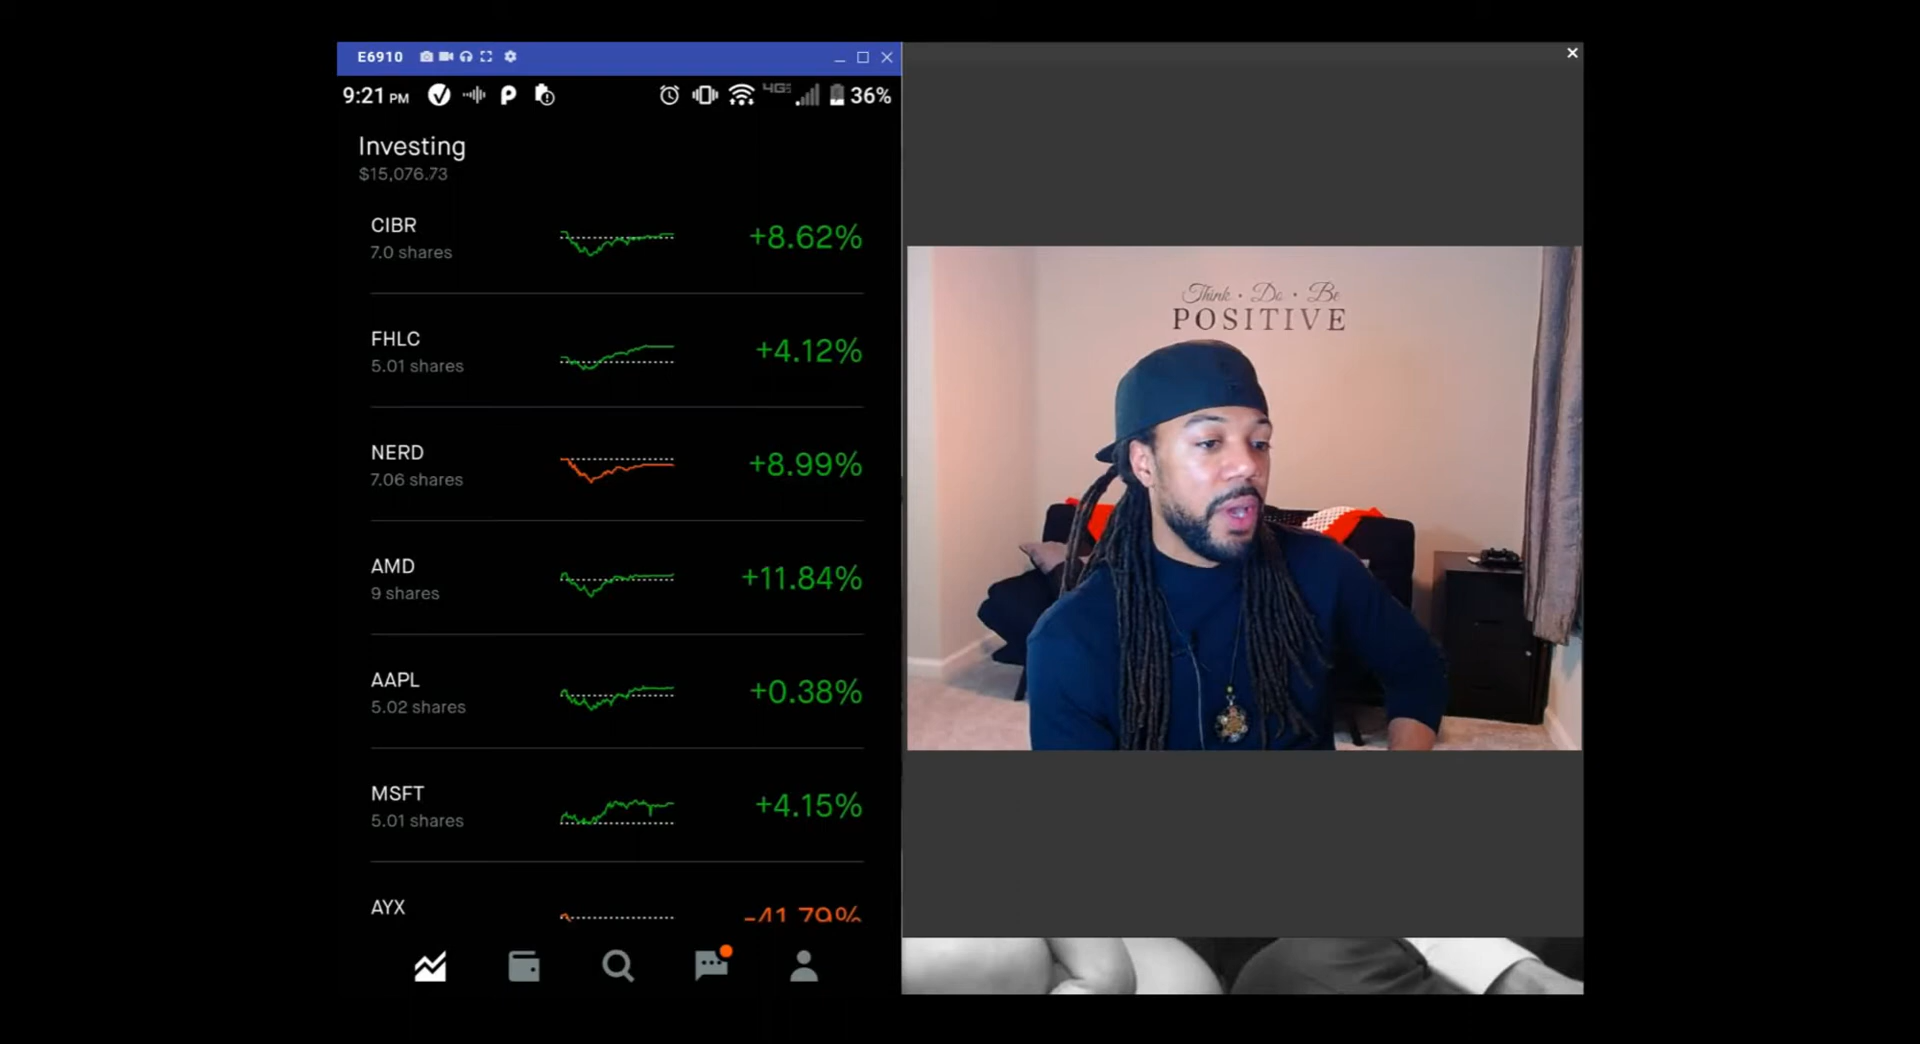 E6910
9:21 PM
4G
36%
Investing
$15,076.73
CIBR
7.0 shares
+8.62%
FHLC
5.01 shares
+4.12%
NERD
7.06 shares
+8.99%
AMD
9 shares
+11.84%
AAPL
5.02 shares
+0.38%
MSFT
5.01 shares
+4.15%
AYX
-41.79%
Think · Do · Be
POSITIVE